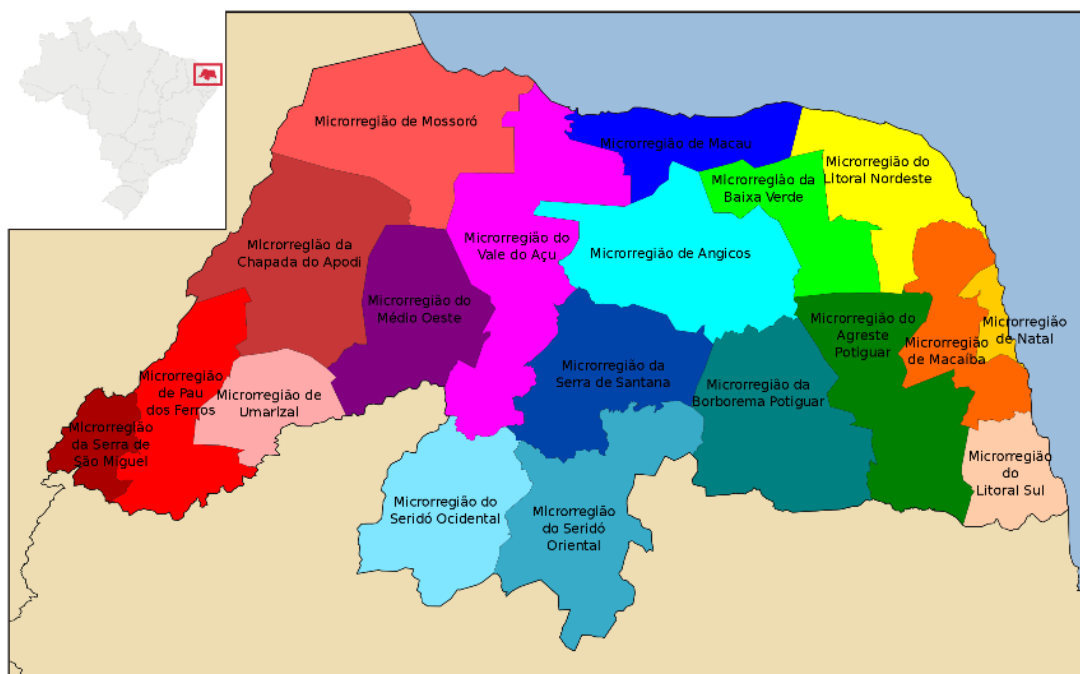 Microrregião de Mossoró
Microrregião de Macau
Microrregião do
Litoral Nordeste
Microrregião da
Baixa Verde
Microrregião da
Chapada do Apodi
Microrregião do
Vale do Açu
Microrregião de Angicos
Microrregião do
Médio Oeste
Microrregião do
Agreste
Potiguar
Microrregião
de Macaíba
Microrregião
de Natal
Microrregião
de Pau
dos Ferros
Microrregião de
Umarizal
Microrregião da
Serra de Santana
Microrregião da
Borborema Potiguar
Microrregião
da Serra de
São Miguel
Microrregião
do
Litoral Sul
Microrregião do
Seridó Ocidental
Microrregião
do Seridó
Oriental